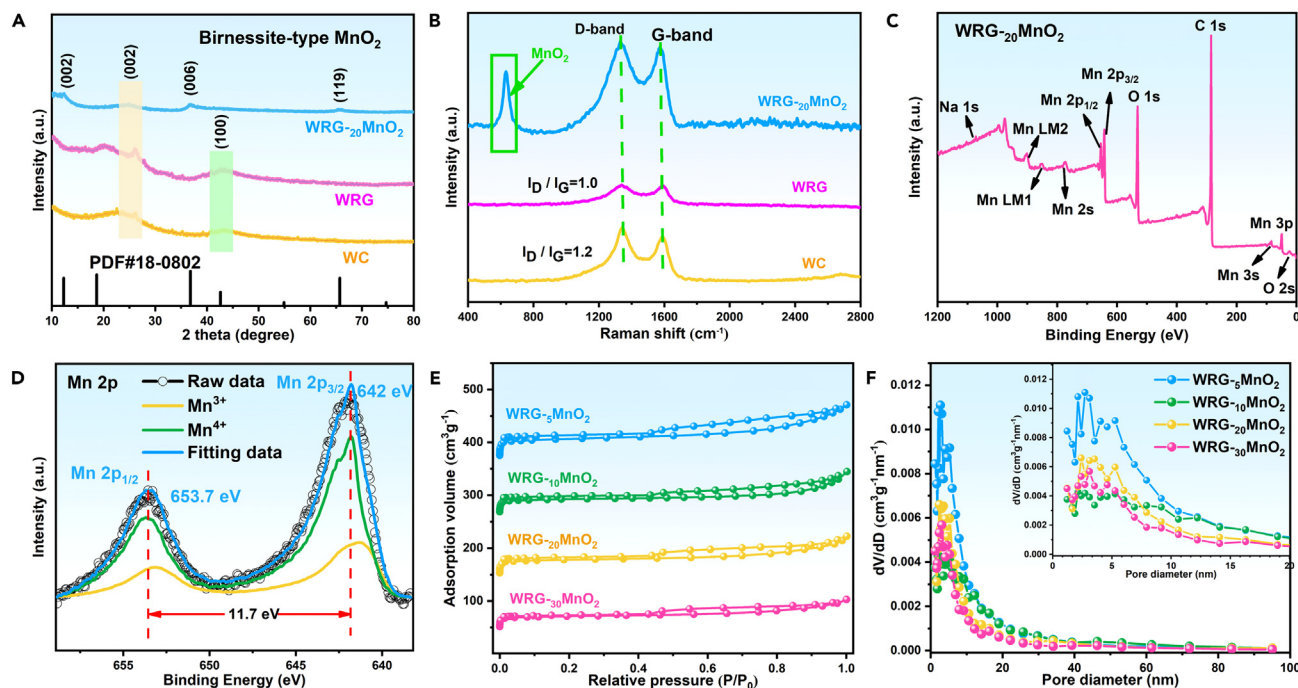 A
Birnessite-type MnO₂
(002)
(002)
(006)
(119)
WRG-₂₀MnO₂
(100)
WRG
WC
PDF#18-0802
Intensity (a.u.)
10 20 30 40 50 60 70 80
2 theta (degree)
B
D-band
G-band
MnO₂
WRG-₂₀MnO₂
I_D / I_G=1.0
WRG
I_D / I_G=1.2
WC
Intensity (a.u.)
400 800 1200 1600 2000 2400 2800
Raman shift (cm⁻¹)
C
WRG-₂₀MnO₂
C 1s
Mn 2p₃/₂
Mn 2p₁/₂
O 1s
Na 1s
Mn LM2
Mn LM1
Mn 2s
Mn 3p
Mn 3s
O 2s
Intensity (a.u.)
1200 1000 800 600 400 200 0
Binding Energy (eV)
D
Mn 2p
Raw data
Mn³⁺
Mn⁴⁺
Fitting data
Mn 2p₃/₂
642 eV
Mn 2p₁/₂
653.7 eV
11.7 eV
Intensity (a.u.)
655 650 645 640
Binding Energy (eV)
E
500
400
300
200
100
WRG-₅MnO₂
WRG-₁₀MnO₂
WRG-₂₀MnO₂
WRG-₃₀MnO₂
Adsorption volume (cm³g⁻¹)
0.0 0.2 0.4 0.6 0.8 1.0
Relative pressure (P/P₀)
F
0.012
0.010
0.008
0.006
0.004
0.002
0.000
dV/dD (cm³g⁻¹nm⁻¹)
0 20 40 60 80 100
Pore diameter (nm)
0.012
0.010
0.008
0.006
0.004
0.002
0.000
dV/dD (cm³g⁻¹nm⁻¹)
0 5 10 15 20
Pore diameter (nm)
WRG-₅MnO₂
WRG-₁₀MnO₂
WRG-₂₀MnO₂
WRG-₃₀MnO₂